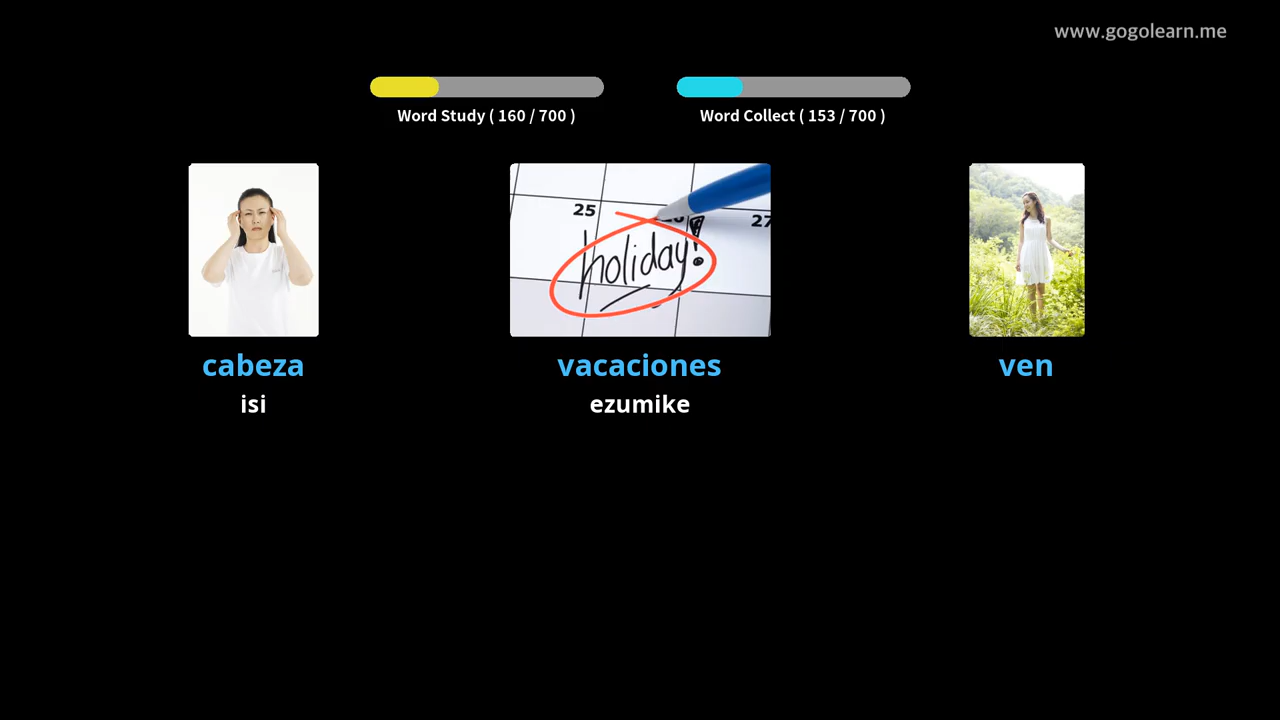 www.gogolearn.me
Word Study ( 160 / 700 )
Word Collect ( 153 / 700 )
25
27
holiday!
cabeza
vacaciones
ven
isi
ezumike